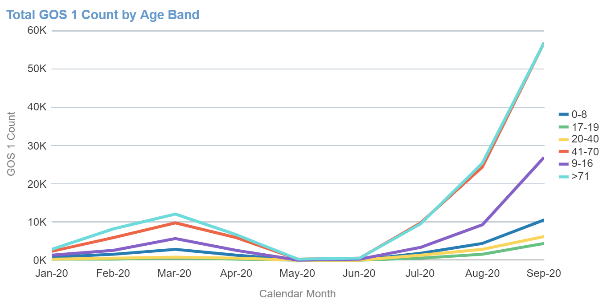 Total GOS 1 Count by Age Band
60K
50K
40K
30K
20K
10K
0K
GOS 1 Count
Jan-20 Feb-20 Mar-20 Apr-20 May-20 Jun-20 Jul-20 Aug-20 Sep-20
Calendar Month
0-8
17-19
20-40
41-70
9-16
>71